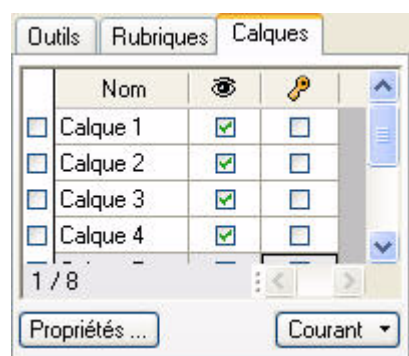 Outils Rubriques Calques
Nom
Calque 1
Calque 2
Calque 3
Calque 4
1 / 8
Propriétés ... Courant